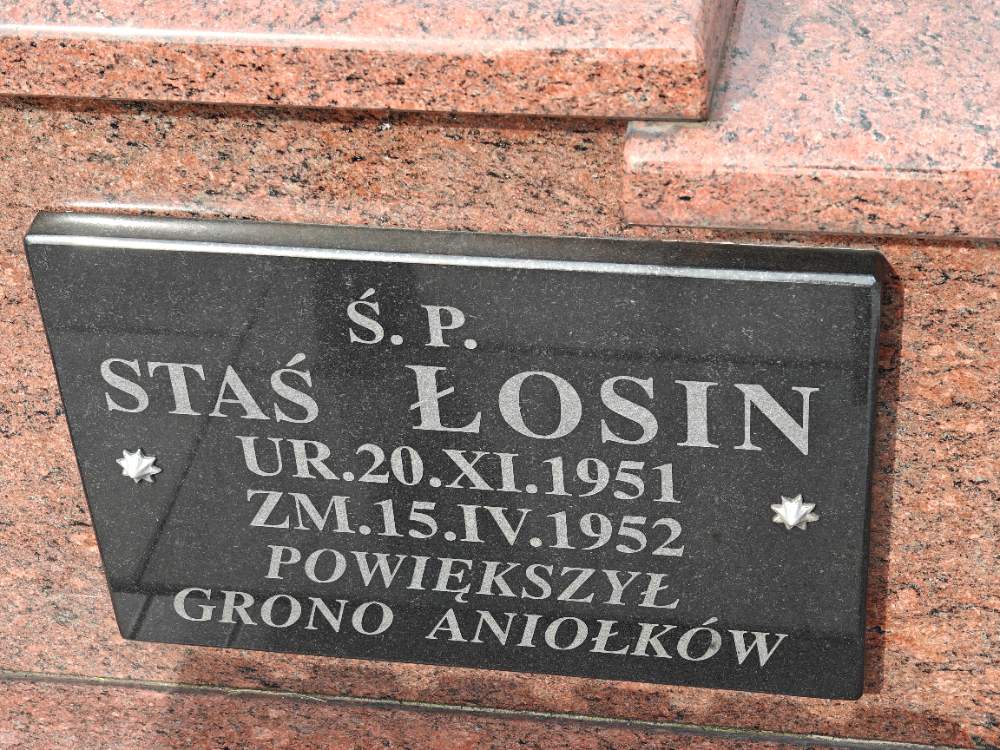 Ś. P.
STAŚ ŁOSIN
UR.20.XI.1951
ZM.15.IV.1952
POWIĘKSZYŁ
GRONO ANIOŁKÓW